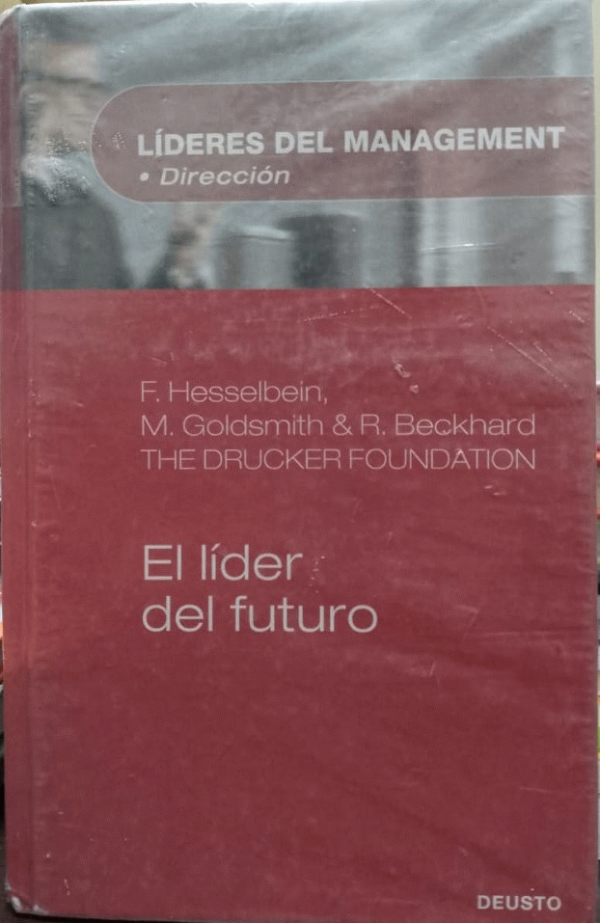 LÍDERES DEL MANAGEMENT
• Dirección
F. Hesselbein,
M. Goldsmith & R. Beckhard
THE DRUCKER FOUNDATION
El líder
del futuro
DEUSTO